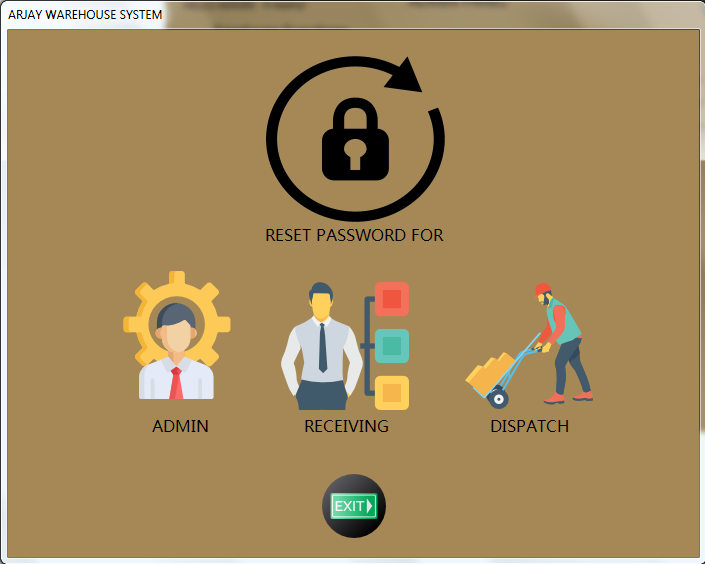 ARJAY WAREHOUSE SYSTEM
RESET PASSWORD FOR
ADMIN
RECEIVING
DISPATCH
EXIT